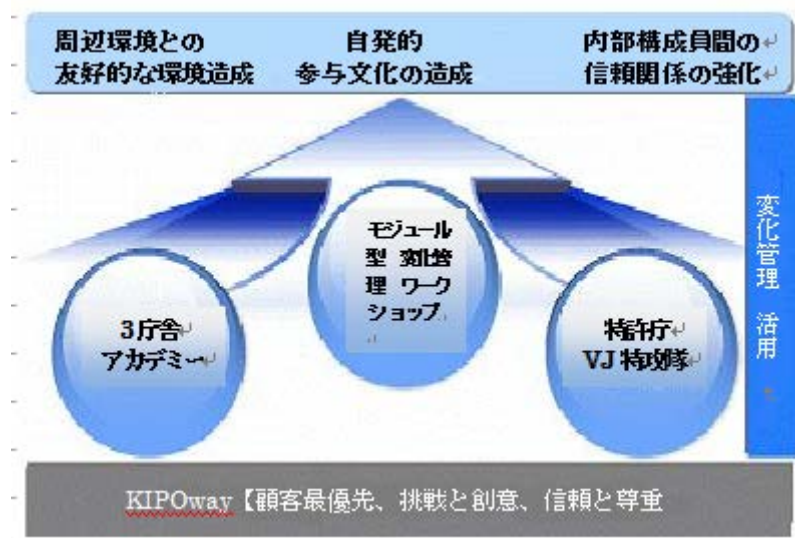 周辺環境との
友好的な環境造成
自発的
参与文化の造成
内部構成員間の
信頼関係の強化
モジュール
型 変化管
理 ワーク
ショップ
3庁舎
アカデミー
特許庁
VJ 特攻隊
変化管理 活用
KIPOway【顧客最優先、挑戦と創意、信頼と尊重